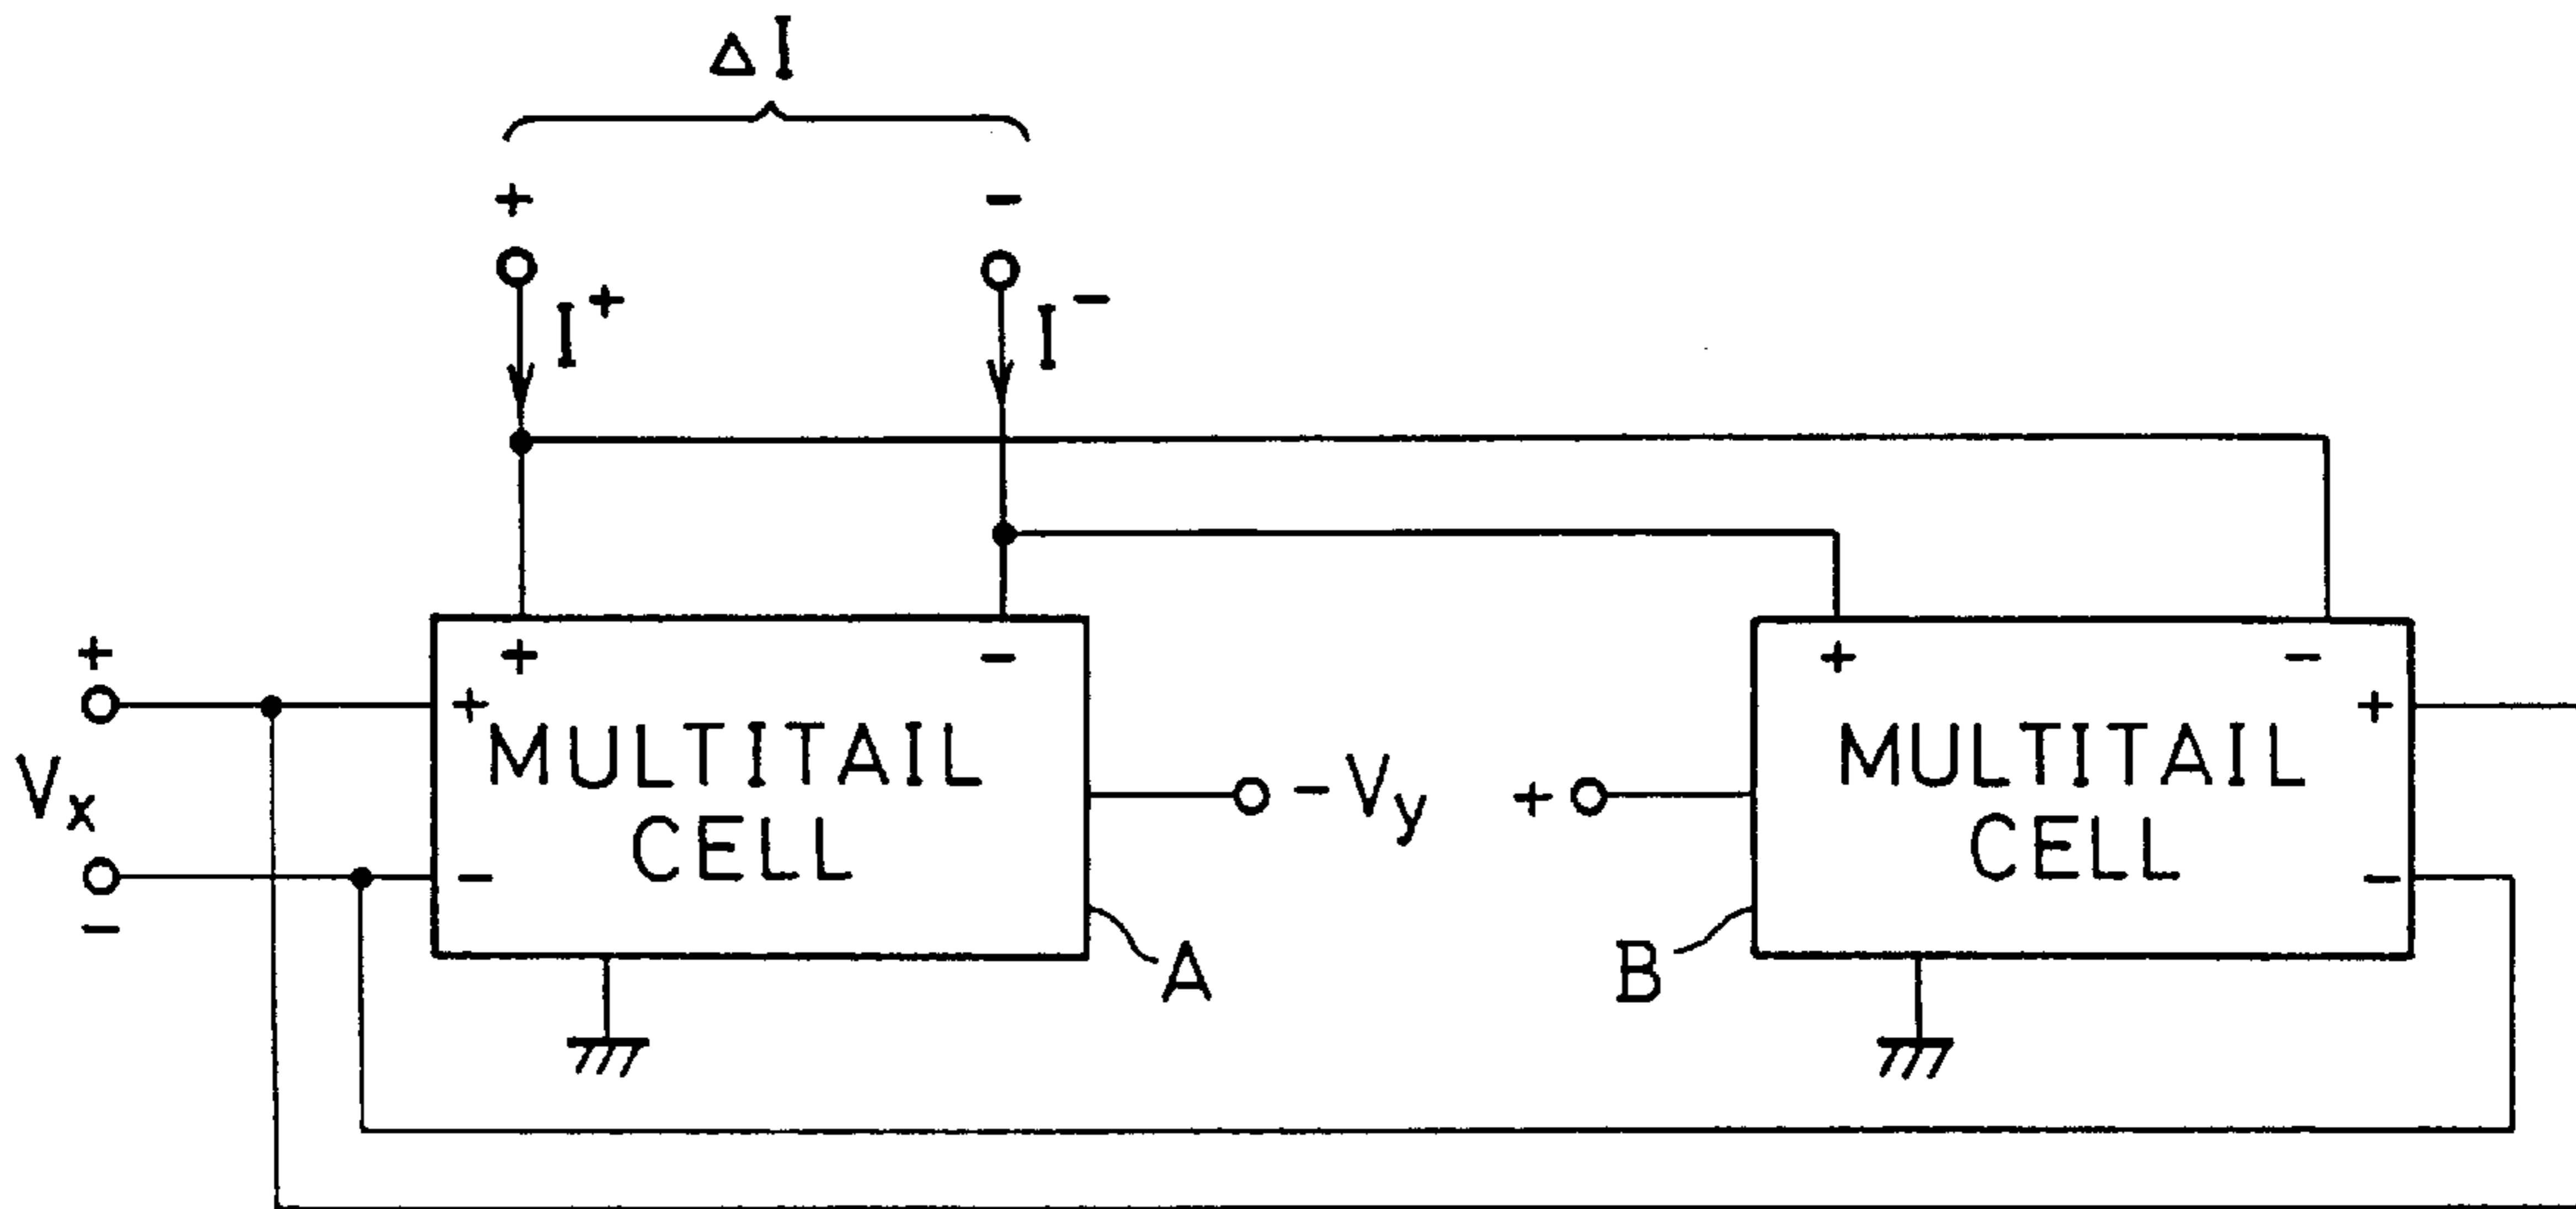 ΔI
+ -
I+ I-
+ - + -
+ + +
MULTITAIL MULTITAIL
Vx - Vy +
CELL CELL
- - -
A B